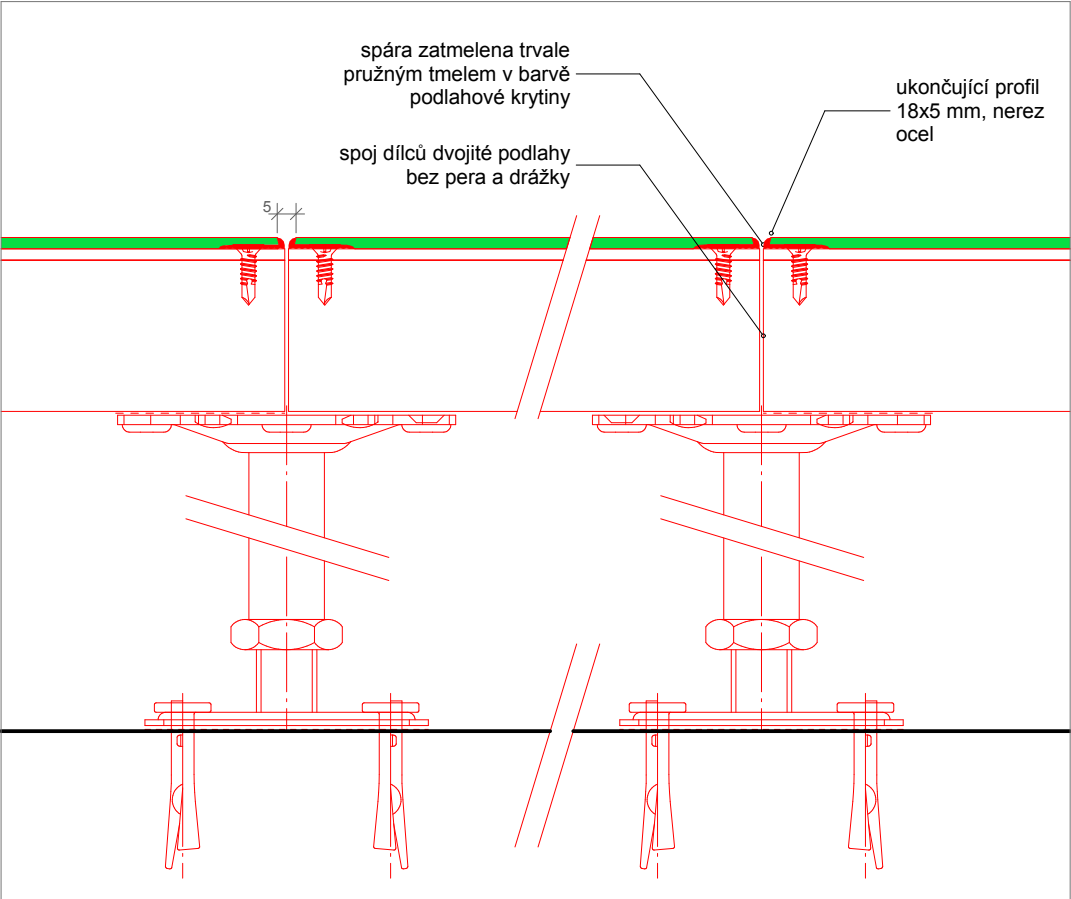 spára zatmelena trvale
pružným tmelem v barvě
podlahové krytiny
ukončující profil
18x5 mm, nerez
ocel
spoj dílců dvojité podlahy
bez pera a drážky
5